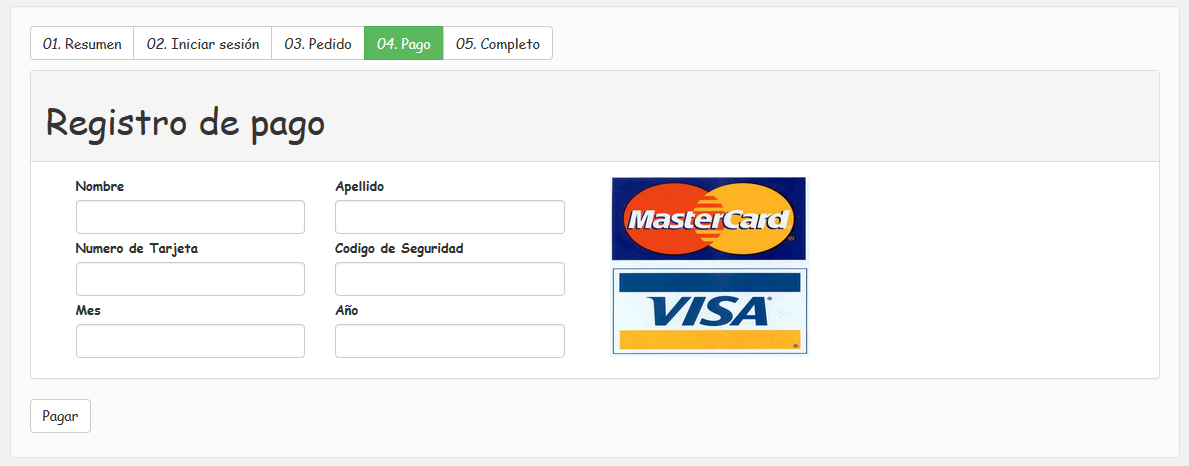 01. Resumen 02. Iniciar sesión 03. Pedido 04. Pago 05. Completo
Registro de pago
Nombre Apellido
MasterCard
Numero de Tarjeta Codigo de Seguridad
VISA
Mes Año
Pagar